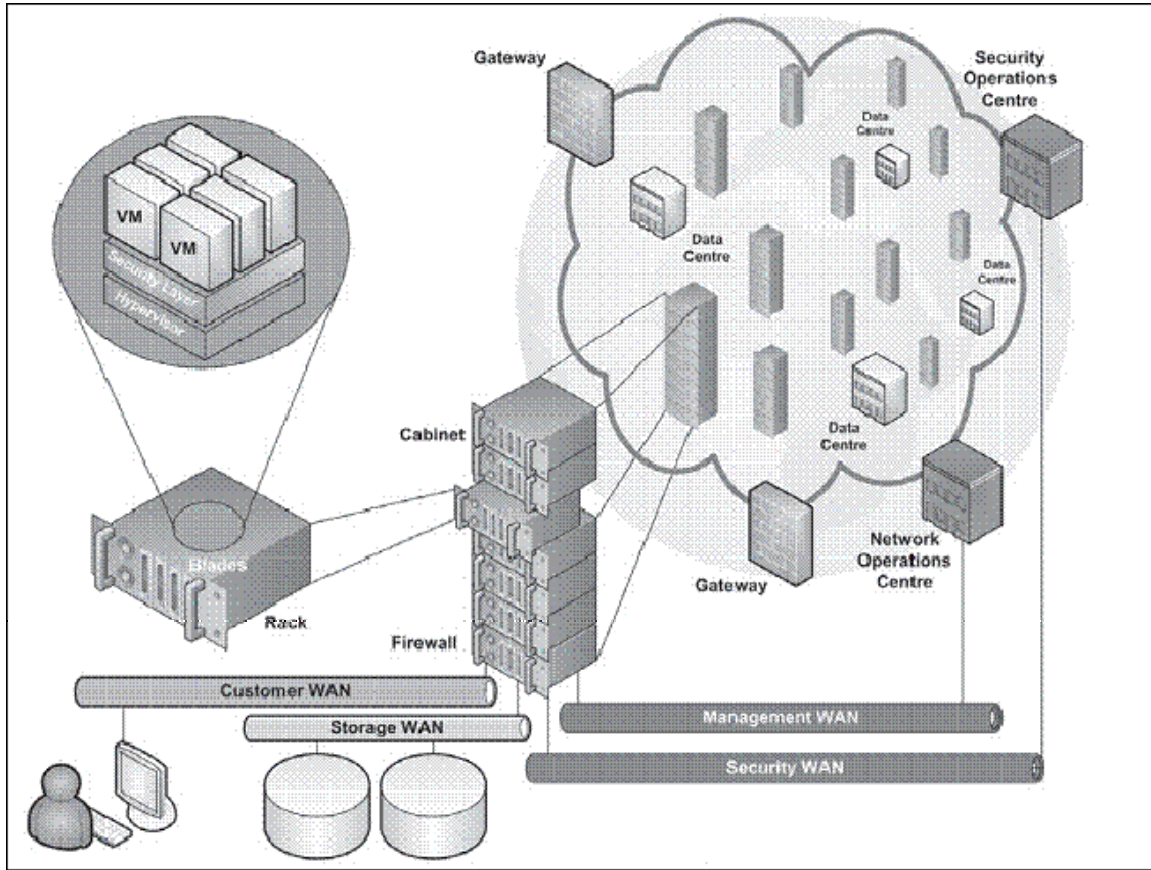 Gateway
Security
Operations
Centre
Data
Centre
VM
VM
Security Layer
Hypervisor
Data
Centre
Data
Centre
Cabinet
Data
Centre
Network
Operations
Centre
Gateway
Blades
Rack
Firewall
Customer WAN
Storage WAN
Management WAN
Security WAN